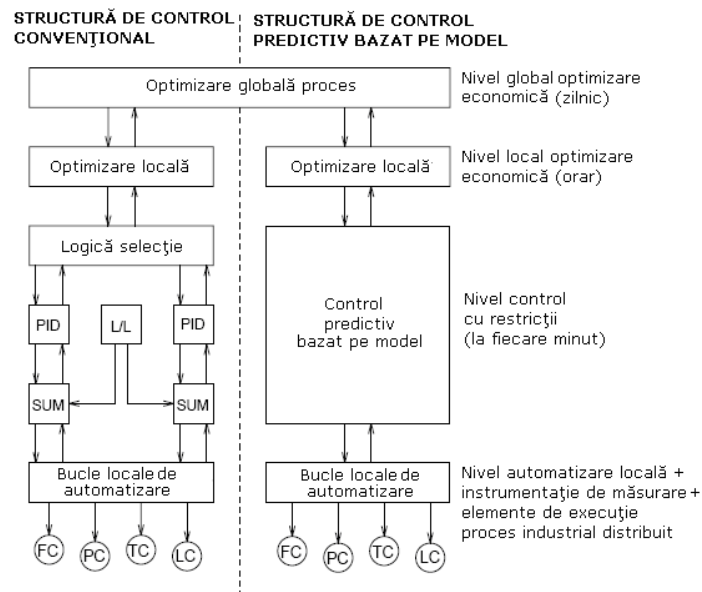 STRUCTURĂ DE CONTROL
CONVENŢIONAL
STRUCTURĂ DE CONTROL
PREDICTIV BAZAT PE MODEL
Optimizare globală proces
Nivel global optimizare
economică (zilnic)
Optimizare locală
Optimizare locală
Nivel local optimizare
economică (orar)
Logică selecţie
PID
L/L
PID
SUM
SUM
Control
predictiv
bazat pe model
Nivel control
cu restricţii
(la fiecare minut)
Bucle locale de
automatizare
Bucle locale de
automatizare
Nivel automatizare locală +
instrumentaţie de măsurare +
elemente de execuţie
proces industrial distribuit
FC
PC
TC
LC
FC
PC
TC
LC